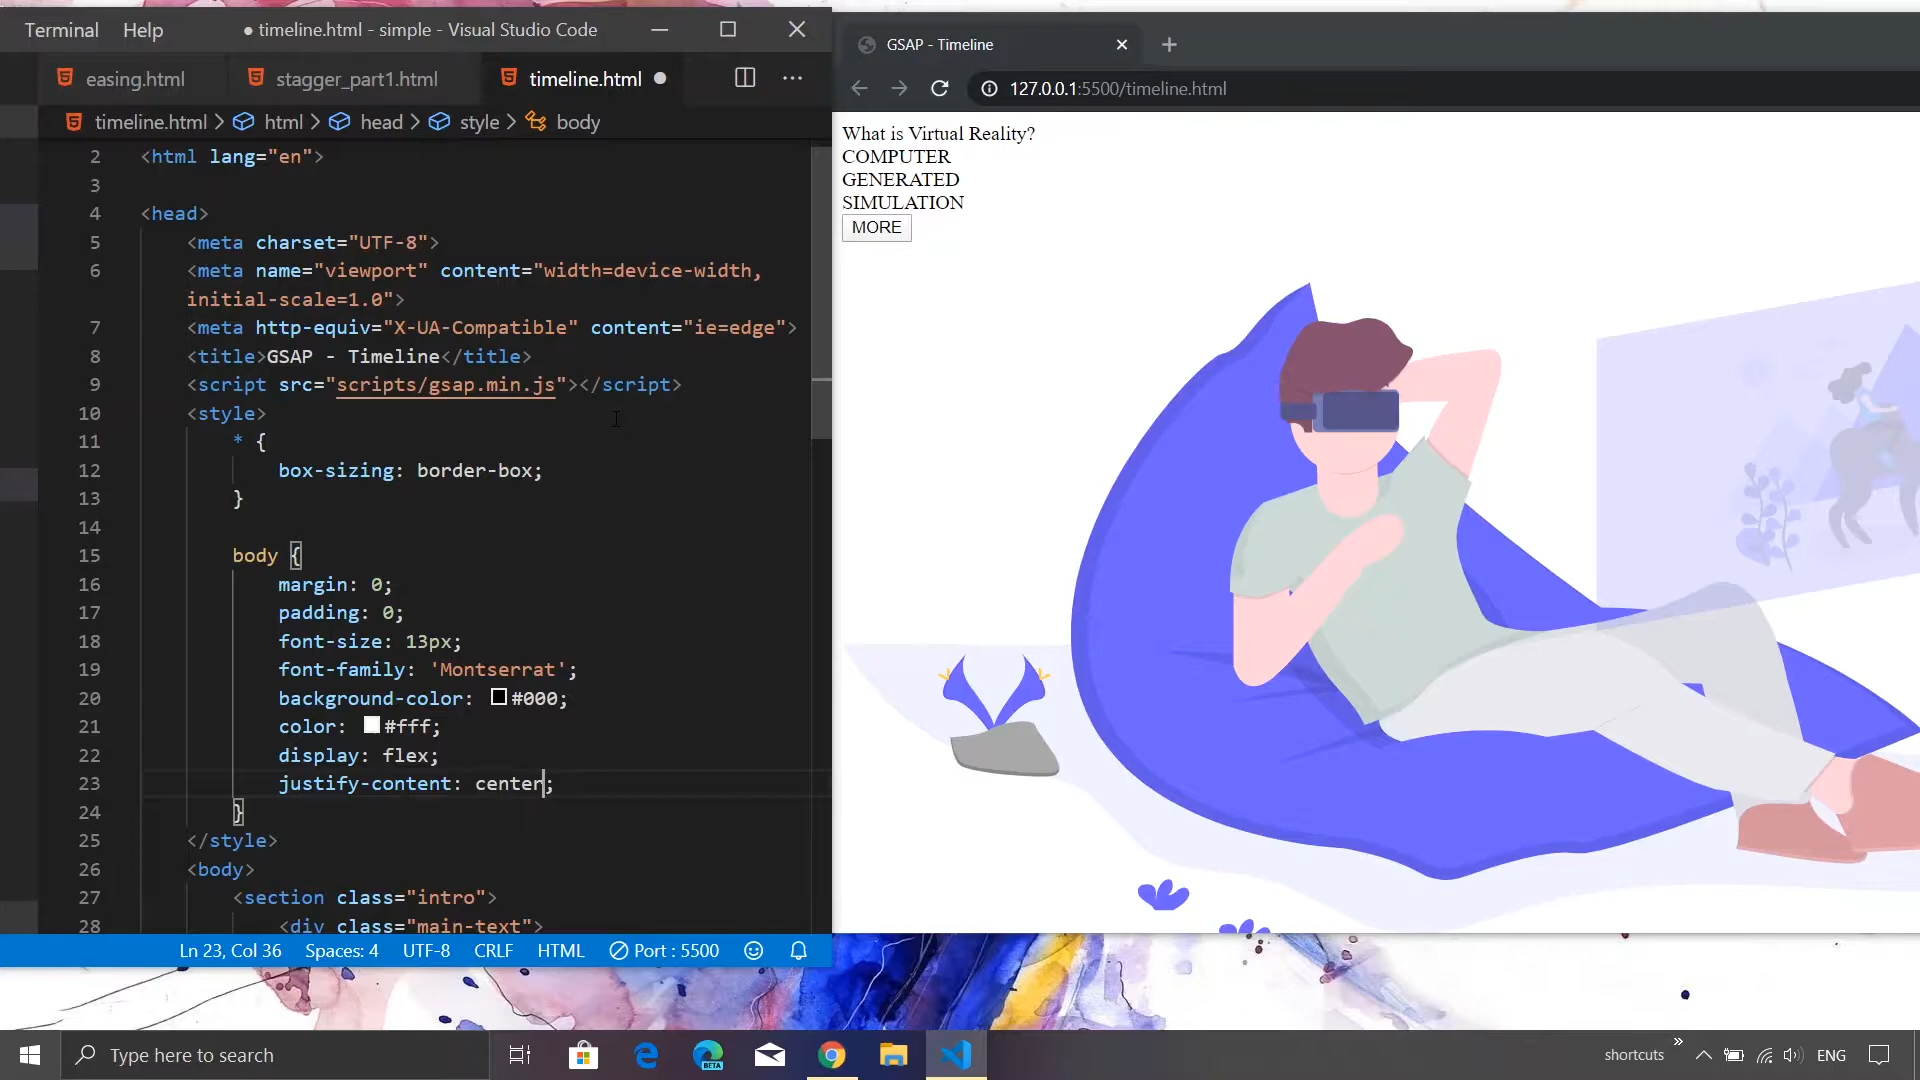 Terminal Help ● timeline.html - simple - Visual Studio Code
easing.html stagger_part1.html timeline.html ●
timeline.html > html > head > style > body
2 <html lang="en">
3
4 <head>
5 <meta charset="UTF-8">
6 <meta name="viewport" content="width=device-width,
initial-scale=1.0">
7 <meta http-equiv="X-UA-Compatible" content="ie=edge">
8 <title>GSAP - Timeline</title>
9 <script src="scripts/gsap.min.js"></script>
10 <style>
11 * {
12 box-sizing: border-box;
13 }
14
15 body {
16 margin: 0;
17 padding: 0;
18 font-size: 13px;
19 font-family: 'Montserrat';
20 background-color: #000;
21 color: #fff;
22 display: flex;
23 justify-content: center;
24 }
25 </style>
26 <body>
27 <section class="intro">
28 <div class="main-text">
Ln 23, Col 36 Spaces: 4 UTF-8 CRLF HTML Port : 5500
GSAP - Timeline
127.0.0.1:5500/timeline.html
What is Virtual Reality?
COMPUTER
GENERATED
SIMULATION
MORE
Type here to search
BETA
shortcuts » ENG